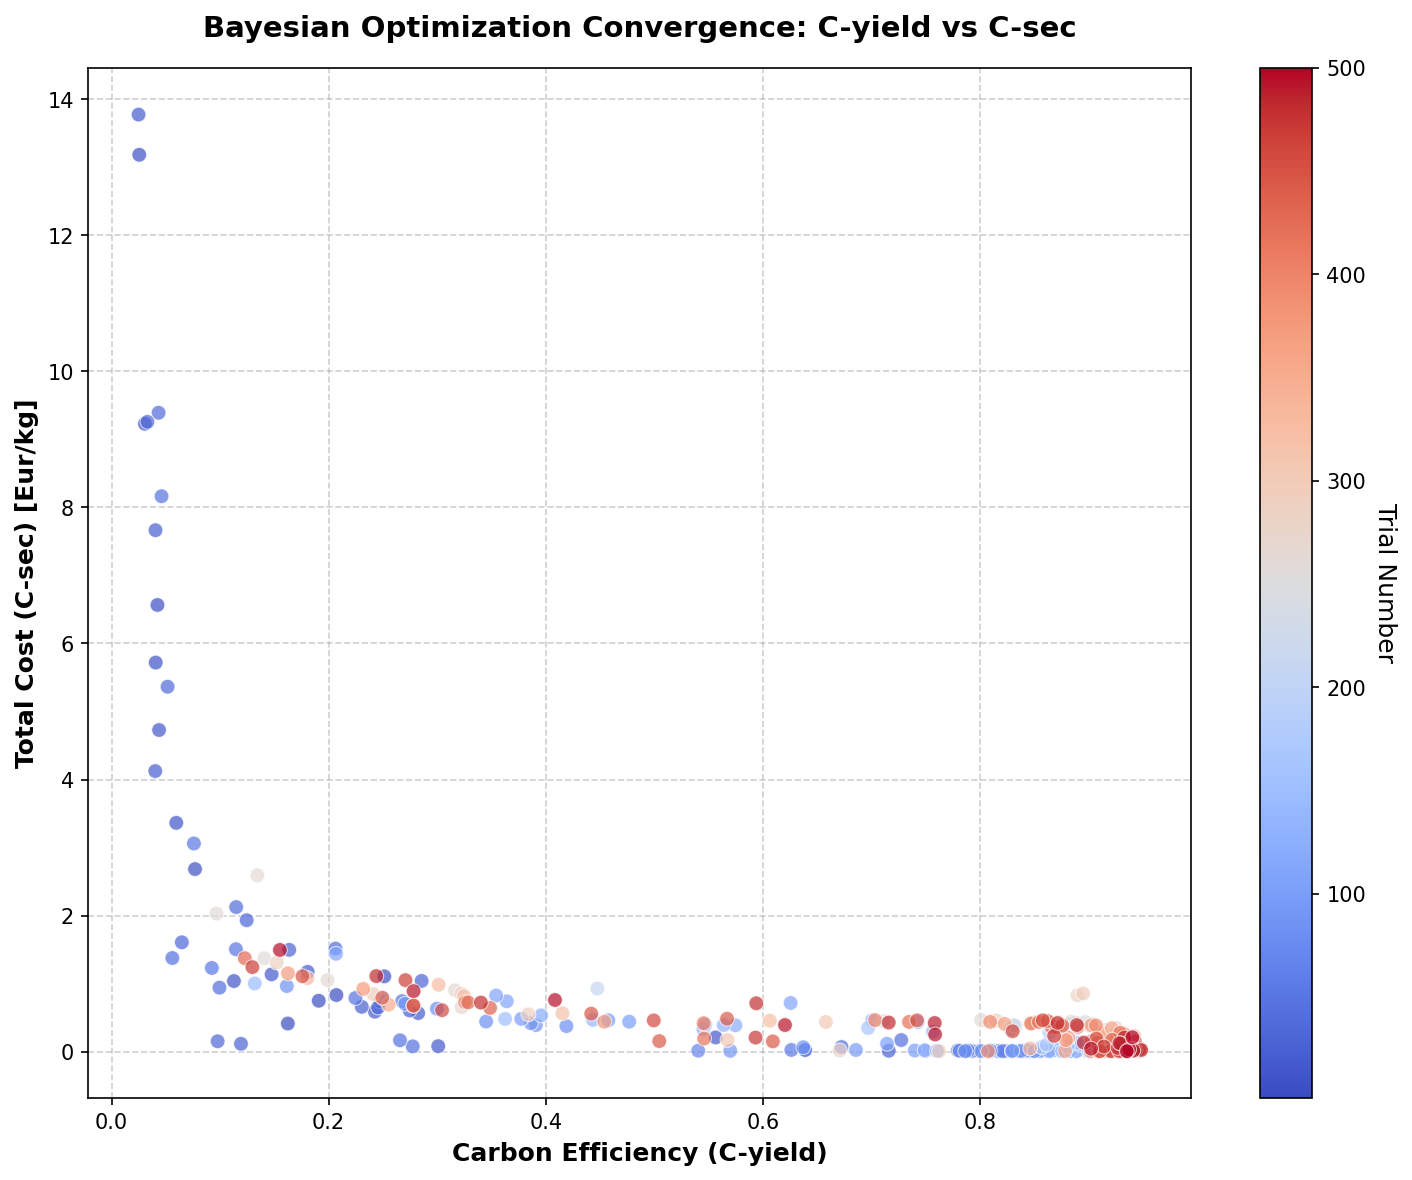 Bayesian Optimization Convergence: C-yield vs C-sec
14
12
10
8
6
4
2
0
Total Cost (C-sec) [Eur/kg]
0.0 0.2 0.4 0.6 0.8
Carbon Efficiency (C-yield)
500
400
300
200
100
Trial Number